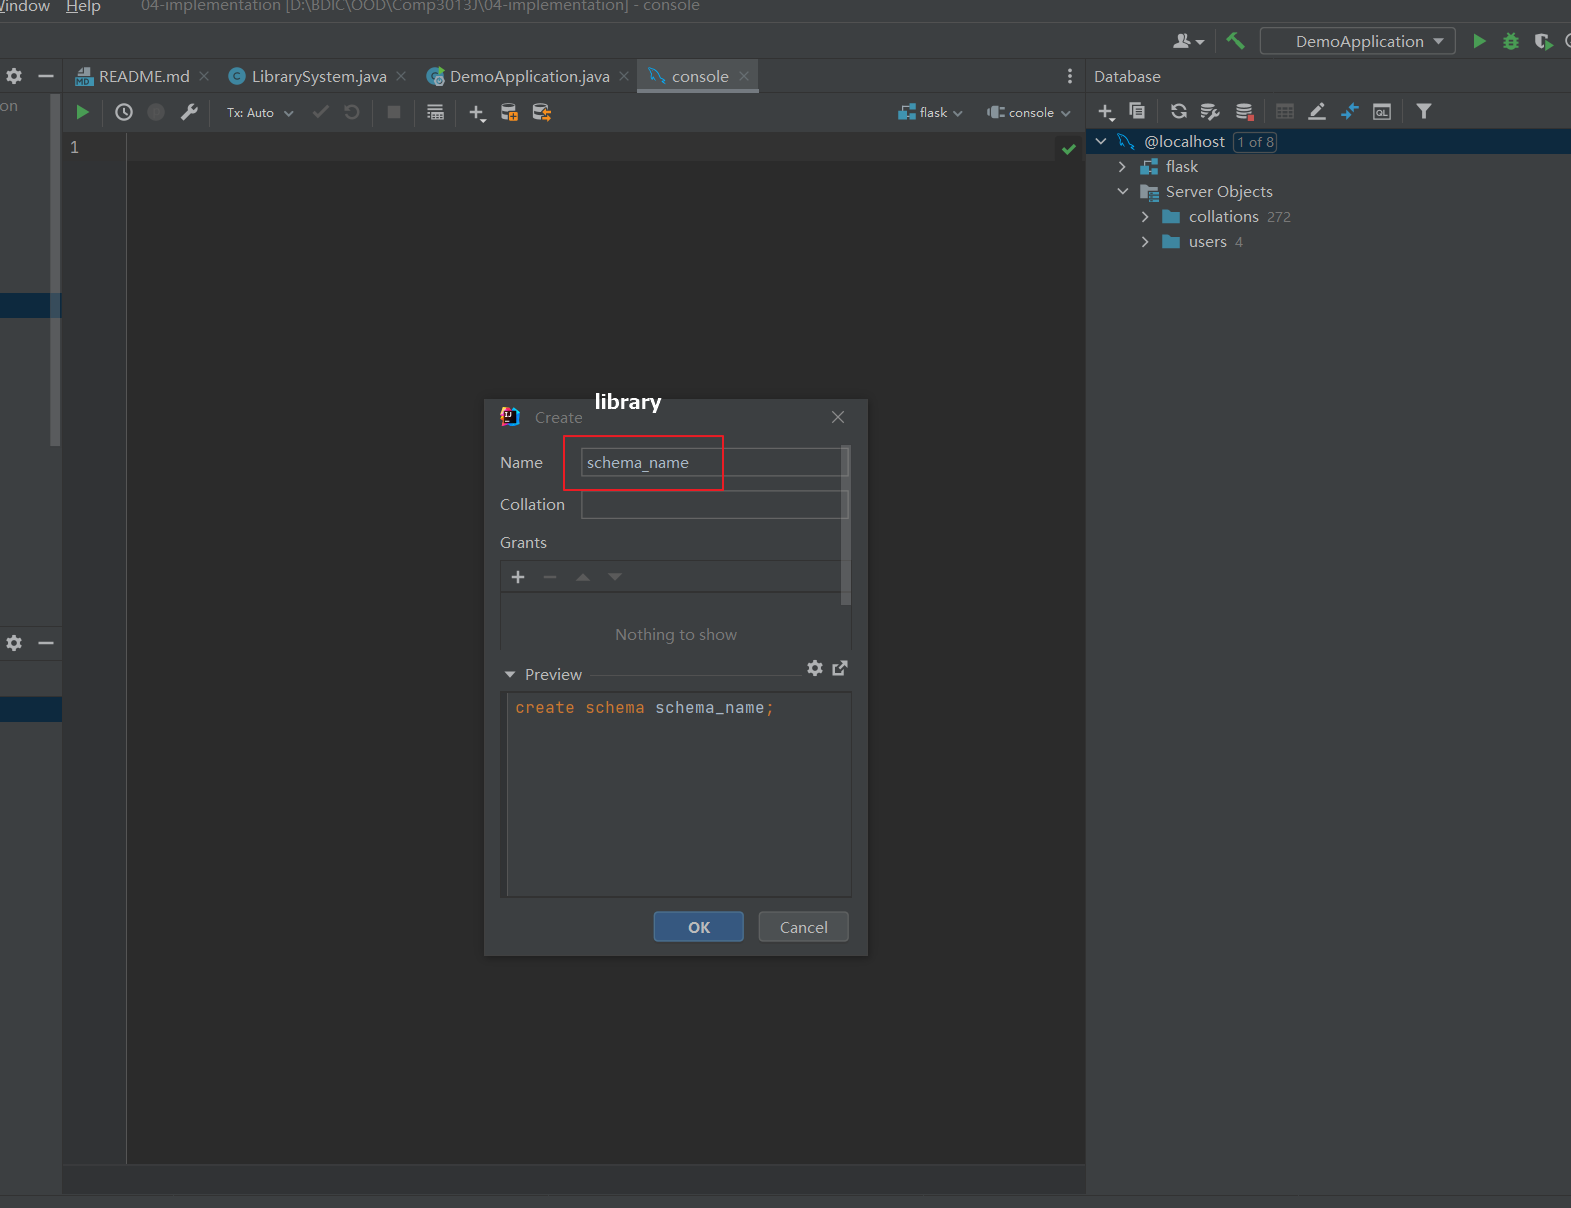 Window Help 04-implementation [D:\BDIC\OOD\Comp3013J\04-implementation] - console
DemoApplication
README.md LibrarySystem.java DemoApplication.java console Database
on
Tx: Auto flask console
1
@localhost 1 of 8
flask
Server Objects
collations 272
users 4
library
Create
Name schema_name
Collation
Grants
Nothing to show
Preview
create schema schema_name;
OK Cancel